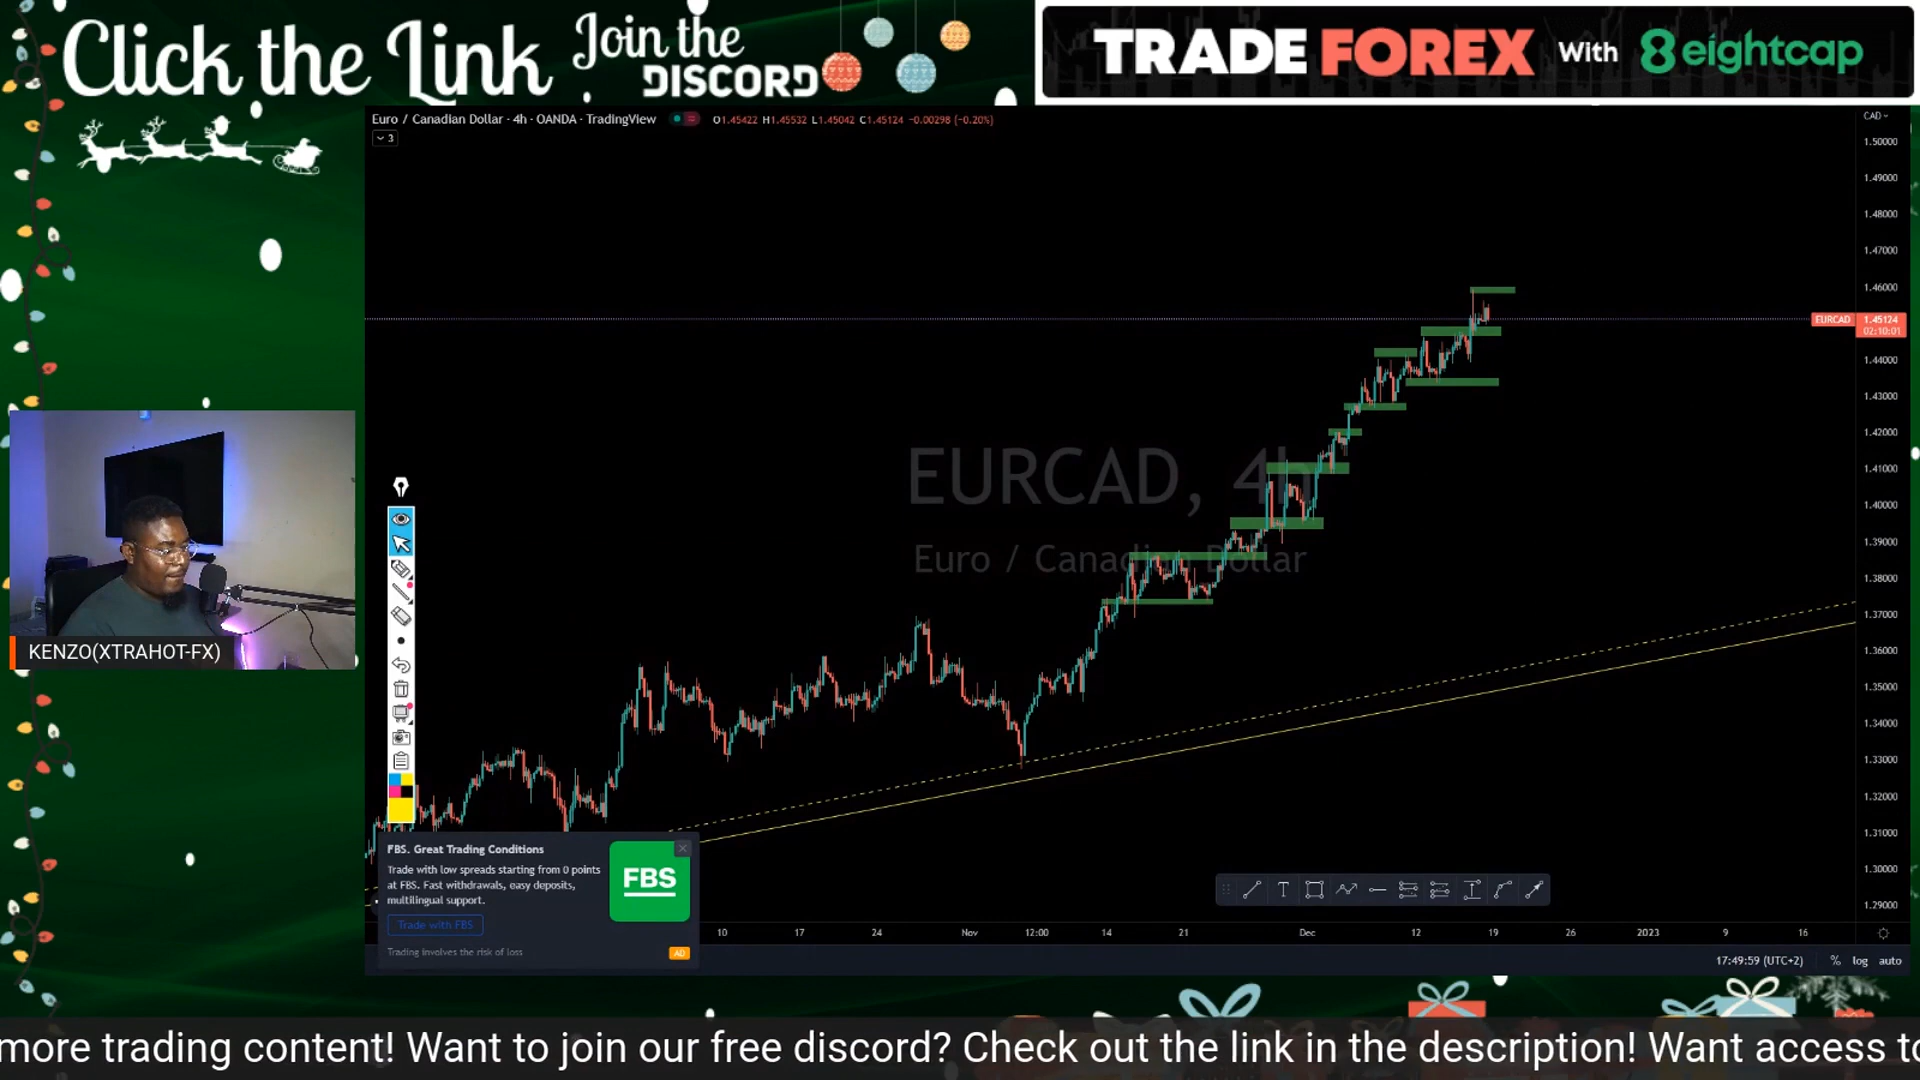 Click the Link
Join the
DISCORD
TRADE FOREX With 8 eightcap
Euro / Canadian Dollar · 4h · OANDA · TradingView
O1.45422 H1.45532 L1.45042 C1.45124 −0.00298 (−0.20%)
3
CAD
1.50000
1.49000
1.48000
1.47000
1.46000
EURCAD
1.45124
02:10:01
1.44000
1.43000
1.42000
1.41000
1.40000
1.39000
1.38000
1.37000
1.36000
1.35000
1.34000
1.33000
1.32000
1.31000
1.30000
1.29000
EURCAD, 4h
Euro / Canadian Dollar
KENZO(XTRAHOT-FX)
FBS. Great Trading Conditions
Trade with low spreads starting from 0 points
at FBS. Fast withdrawals, easy deposits,
multilingual support.
Trade with FBS
Trading involves the risk of loss
FBS
AD
10 17 24 Nov 12:00 14 21 Dec 12 19 26 2023 9 16
17:49:59 (UTC+2) % log auto
more trading content! Want to join our free discord? Check out the link in the description! Want access to